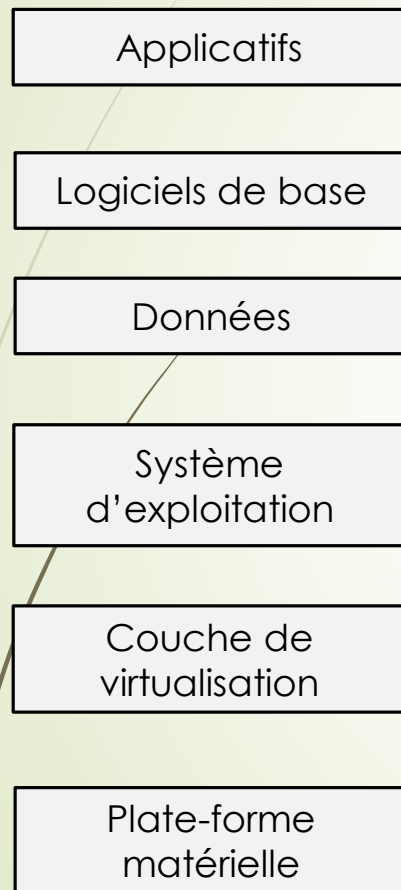 Applicatifs
Logiciels de base
Données
Système
d’exploitation
Couche de
virtualisation
Plate-forme
matérielle